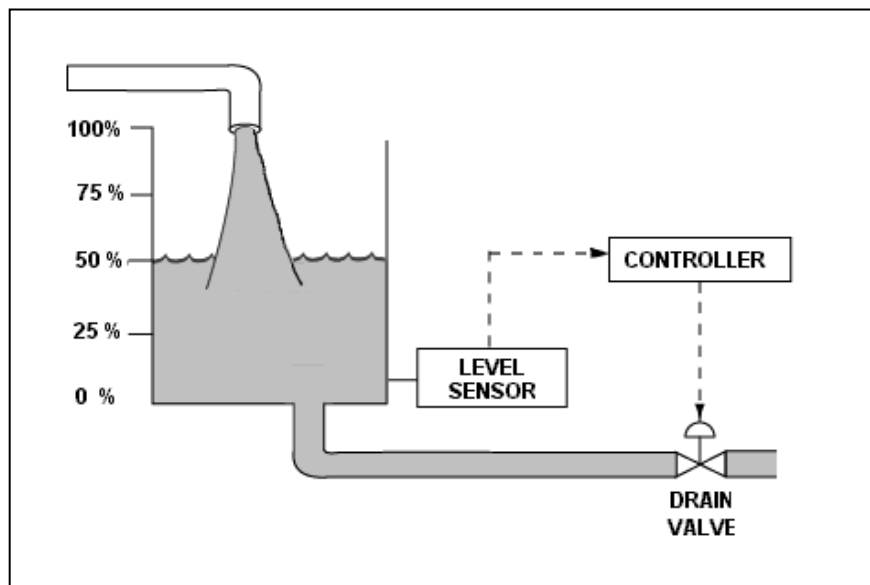 100%
75 %
50 %
25 %
0 %
CONTROLLER
LEVEL
SENSOR
DRAIN
VALVE